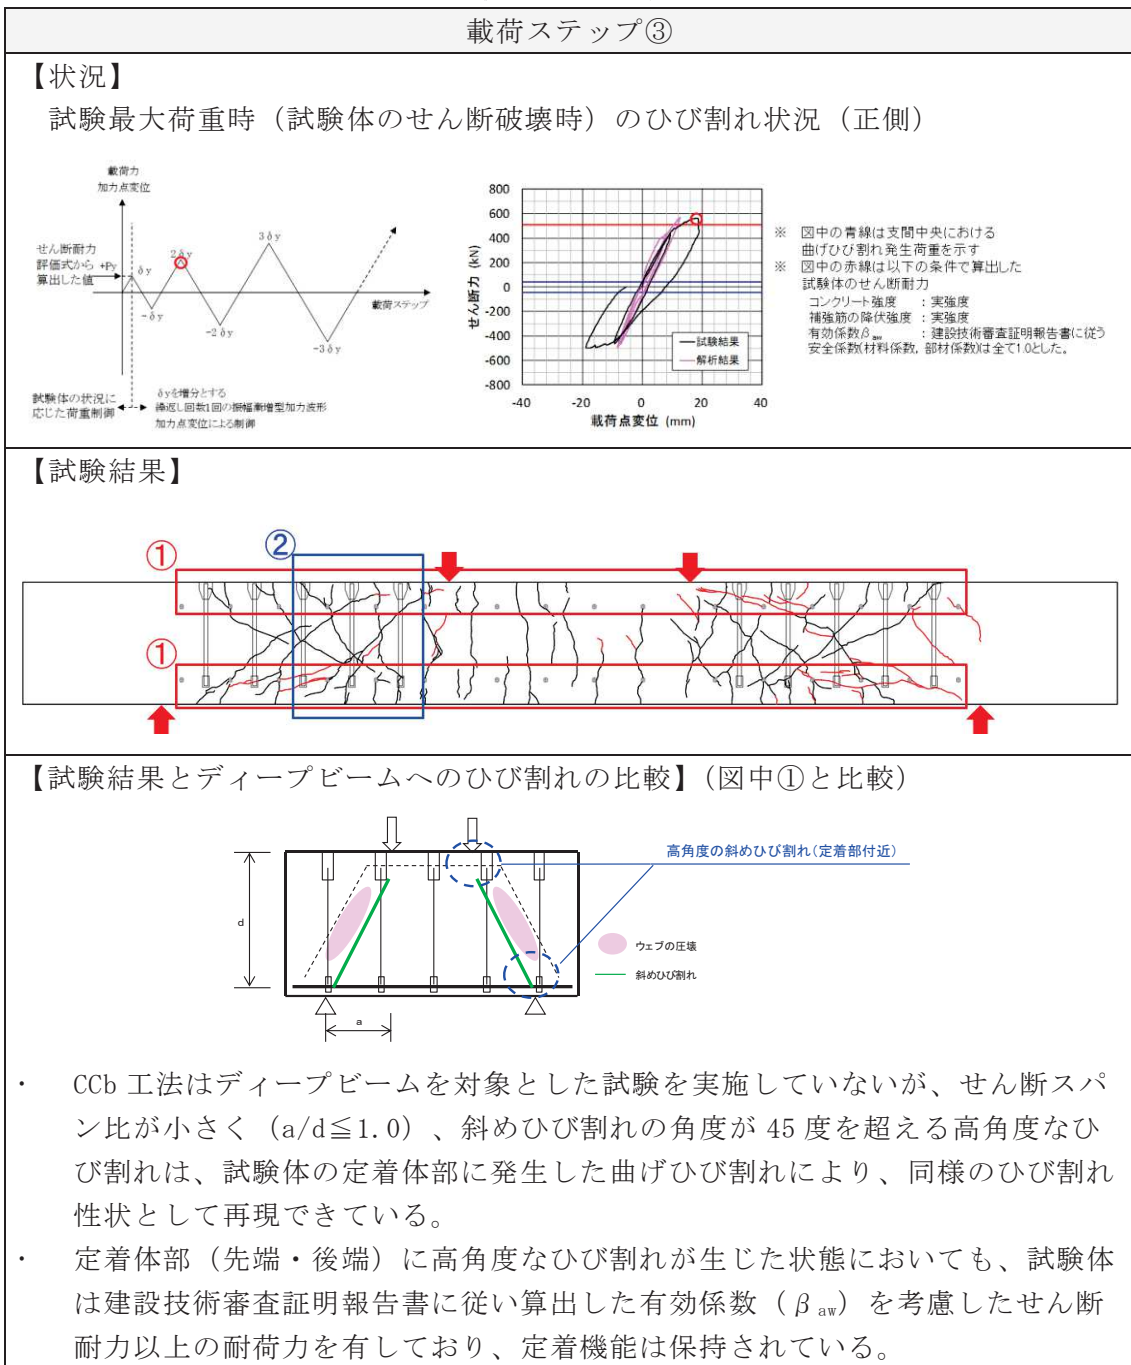 載荷ステップ③
【状況】
試験最大荷重時（試験体のせん断破壊時）のひび割れ状況（正側）
載荷力
加力点変位
せん断耐力
評価式から
算出した値
+Py
δy
2δy
3δy
-δy
-2δy
-3δy
載荷ステップ
試験体の状況に
応じた荷重制御
δyを増分とする
繰返し回数1回の振幅漸増型加力波形
加力点変位による制御
せん断力 (kN)
800
600
400
200
0
-200
-400
-600
-800
-40
-20
0
20
40
載荷点変位 (mm)
試験結果
解析結果
※ 図中の青線は支間中央における
曲げひび割れ発生荷重を示す
※ 図中の赤線は以下の条件で算出した
試験体のせん断耐力
コンクリート強度 ：実強度
補強筋の降伏強度 ：実強度
有効係数βaw ：建設技術審査証明報告書に従う
安全係数(材料係数, 部材係数)は全て1.0とした。
【試験結果】
①
②
①
【試験結果とディープビームへのひび割れの比較】（図中①と比較）
高角度の斜めひび割れ(定着部付近)
d
ウェブの圧壊
斜めひび割れ
a
・ CCb 工法はディープビームを対象とした試験を実施していないが、せん断スパ
ン比が小さく（a/d≦1.0）、斜めひび割れの角度が 45 度を超える高角度なひ
び割れは、試験体の定着体部に発生した曲げひび割れにより、同様のひび割れ
性状として再現できている。
・ 定着体部（先端・後端）に高角度なひび割れが生じた状態においても、試験体
は建設技術審査証明報告書に従い算出した有効係数（βaw）を考慮したせん断
耐力以上の耐荷力を有しており、定着機能は保持されている。